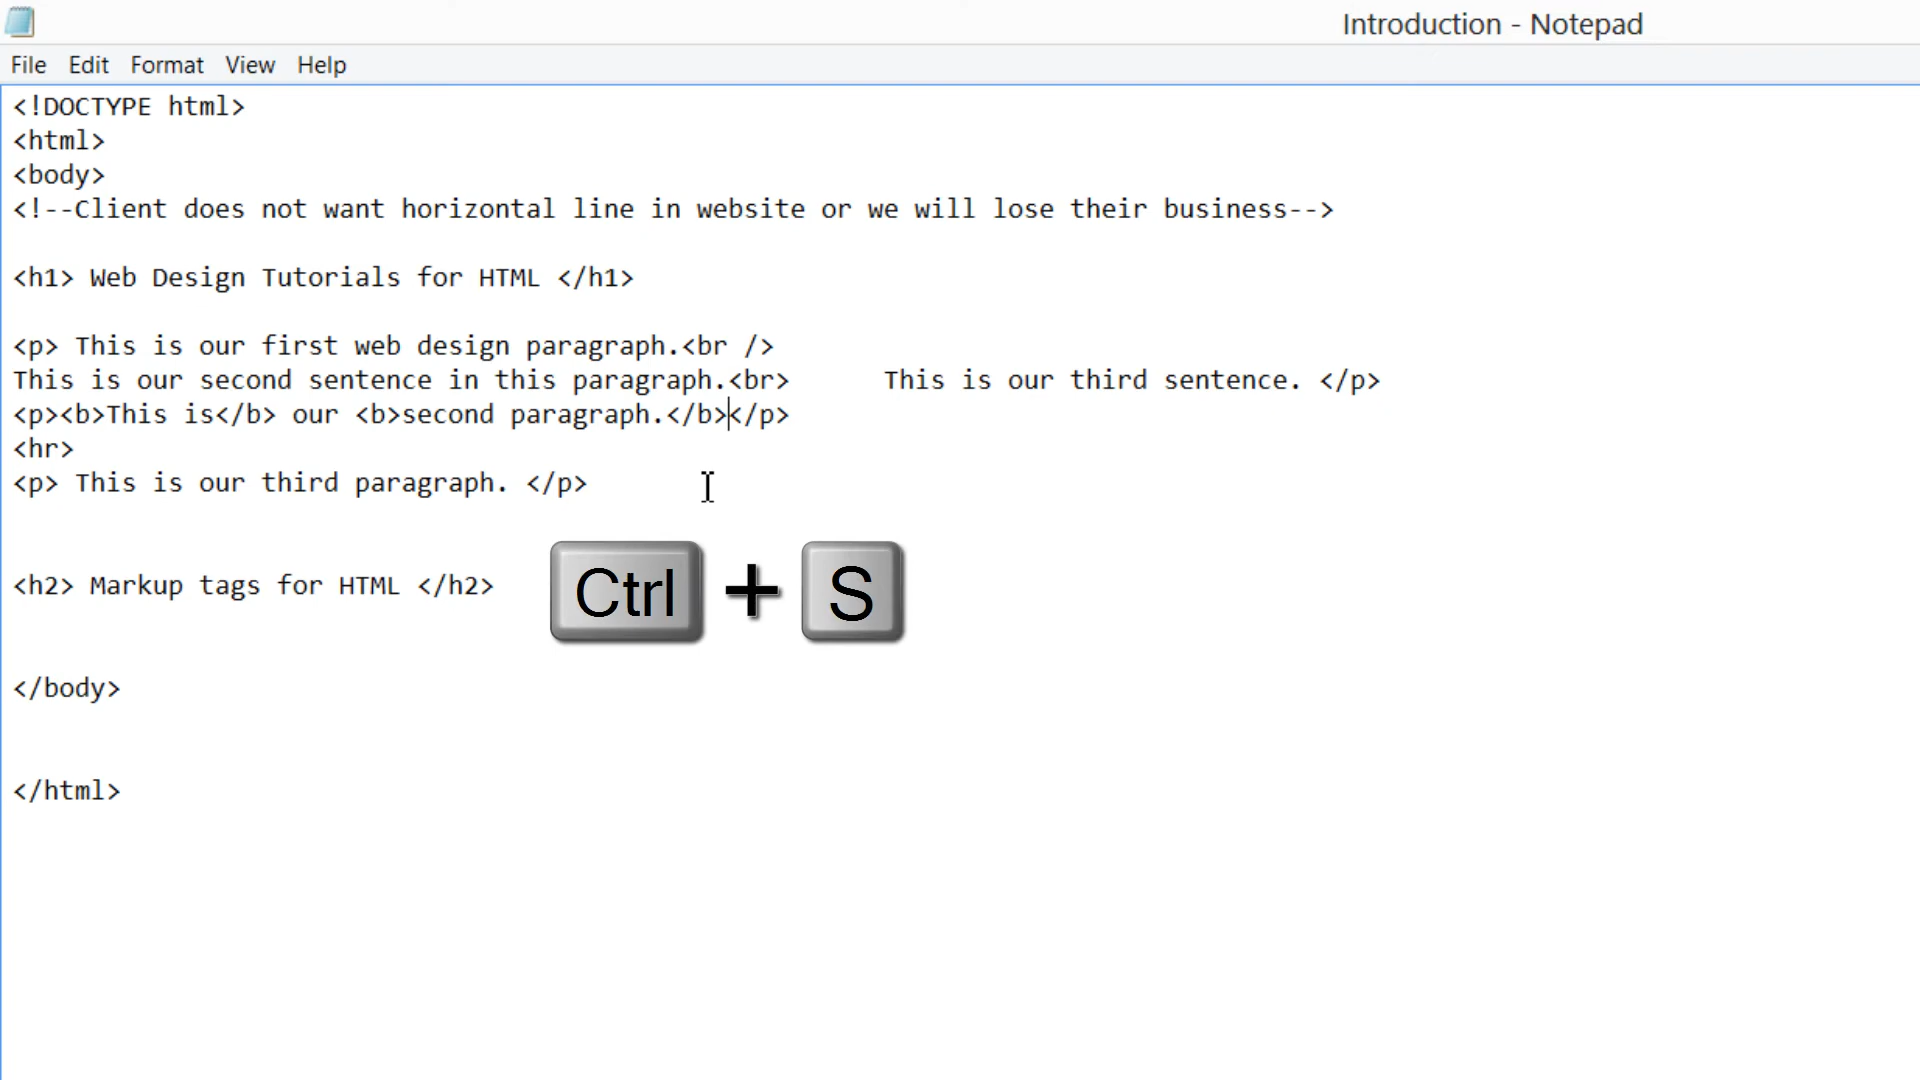 Introduction - Notepad
File Edit Format View Help
<!DOCTYPE html>
<html>
<body>
<!--Client does not want horizontal line in website or we will lose their business-->
<h1> Web Design Tutorials for HTML </h1>
<p> This is our first web design paragraph.<br />
This is our second sentence in this paragraph.<br>      This is our third sentence. </p>
<p><b>This is</b> our <b>second paragraph.</b></p>
<hr>
<p> This is our third paragraph. </p>
<h2> Markup tags for HTML </h2>
Ctrl + S
</body>
</html>